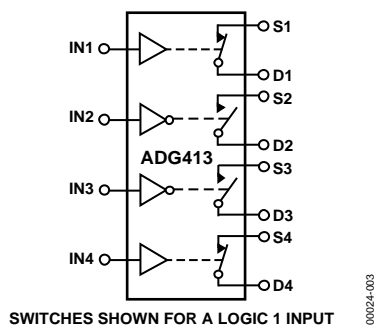 S1
IN1
D1
S2
IN2
D2
ADG413
S3
IN3
D3
S4
IN4
D4
SWITCHES SHOWN FOR A LOGIC 1 INPUT
00024-003